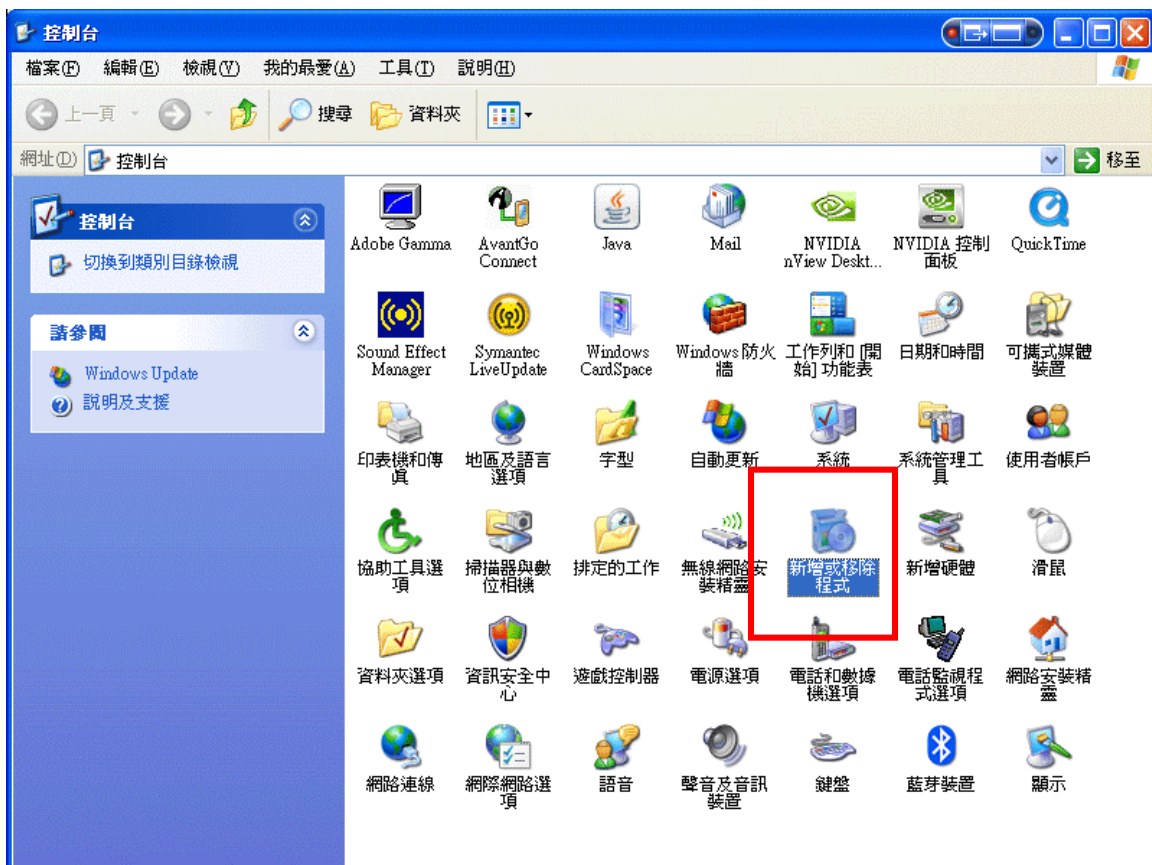 控制台
檔案(F) 編輯(E) 檢視(V) 我的最愛(A) 工具(T) 說明(H)
上一頁 搜尋 資料夾
網址(D) 控制台 移至
控制台
切換到類別目錄檢視
請參閱
Windows Update
說明及支援
Adobe Gamma
AvantGo
Connect
Java
Mail
NVIDIA
nView Deskt...
NVIDIA 控制
面板
QuickTime
Sound Effect
Manager
Symantec
LiveUpdate
Windows
CardSpace
Windows 防火
牆
工作列和 [開
始] 功能表
日期和時間
可攜式媒體
裝置
印表機和傳
真
地區及語言
選項
字型
自動更新
系統
系統管理工
具
使用者帳戶
協助工具選
項
掃描器與數
位相機
排定的工作
無線網路安
裝精靈
新增或移除
程式
新增硬體
滑鼠
資料夾選項
資訊安全中
心
遊戲控制器
電源選項
電話和數據
機選項
電話監視程
式選項
網路安裝精
靈
網路連線
網際網路選
項
語音
聲音及音訊
裝置
鍵盤
藍芽裝置
顯示